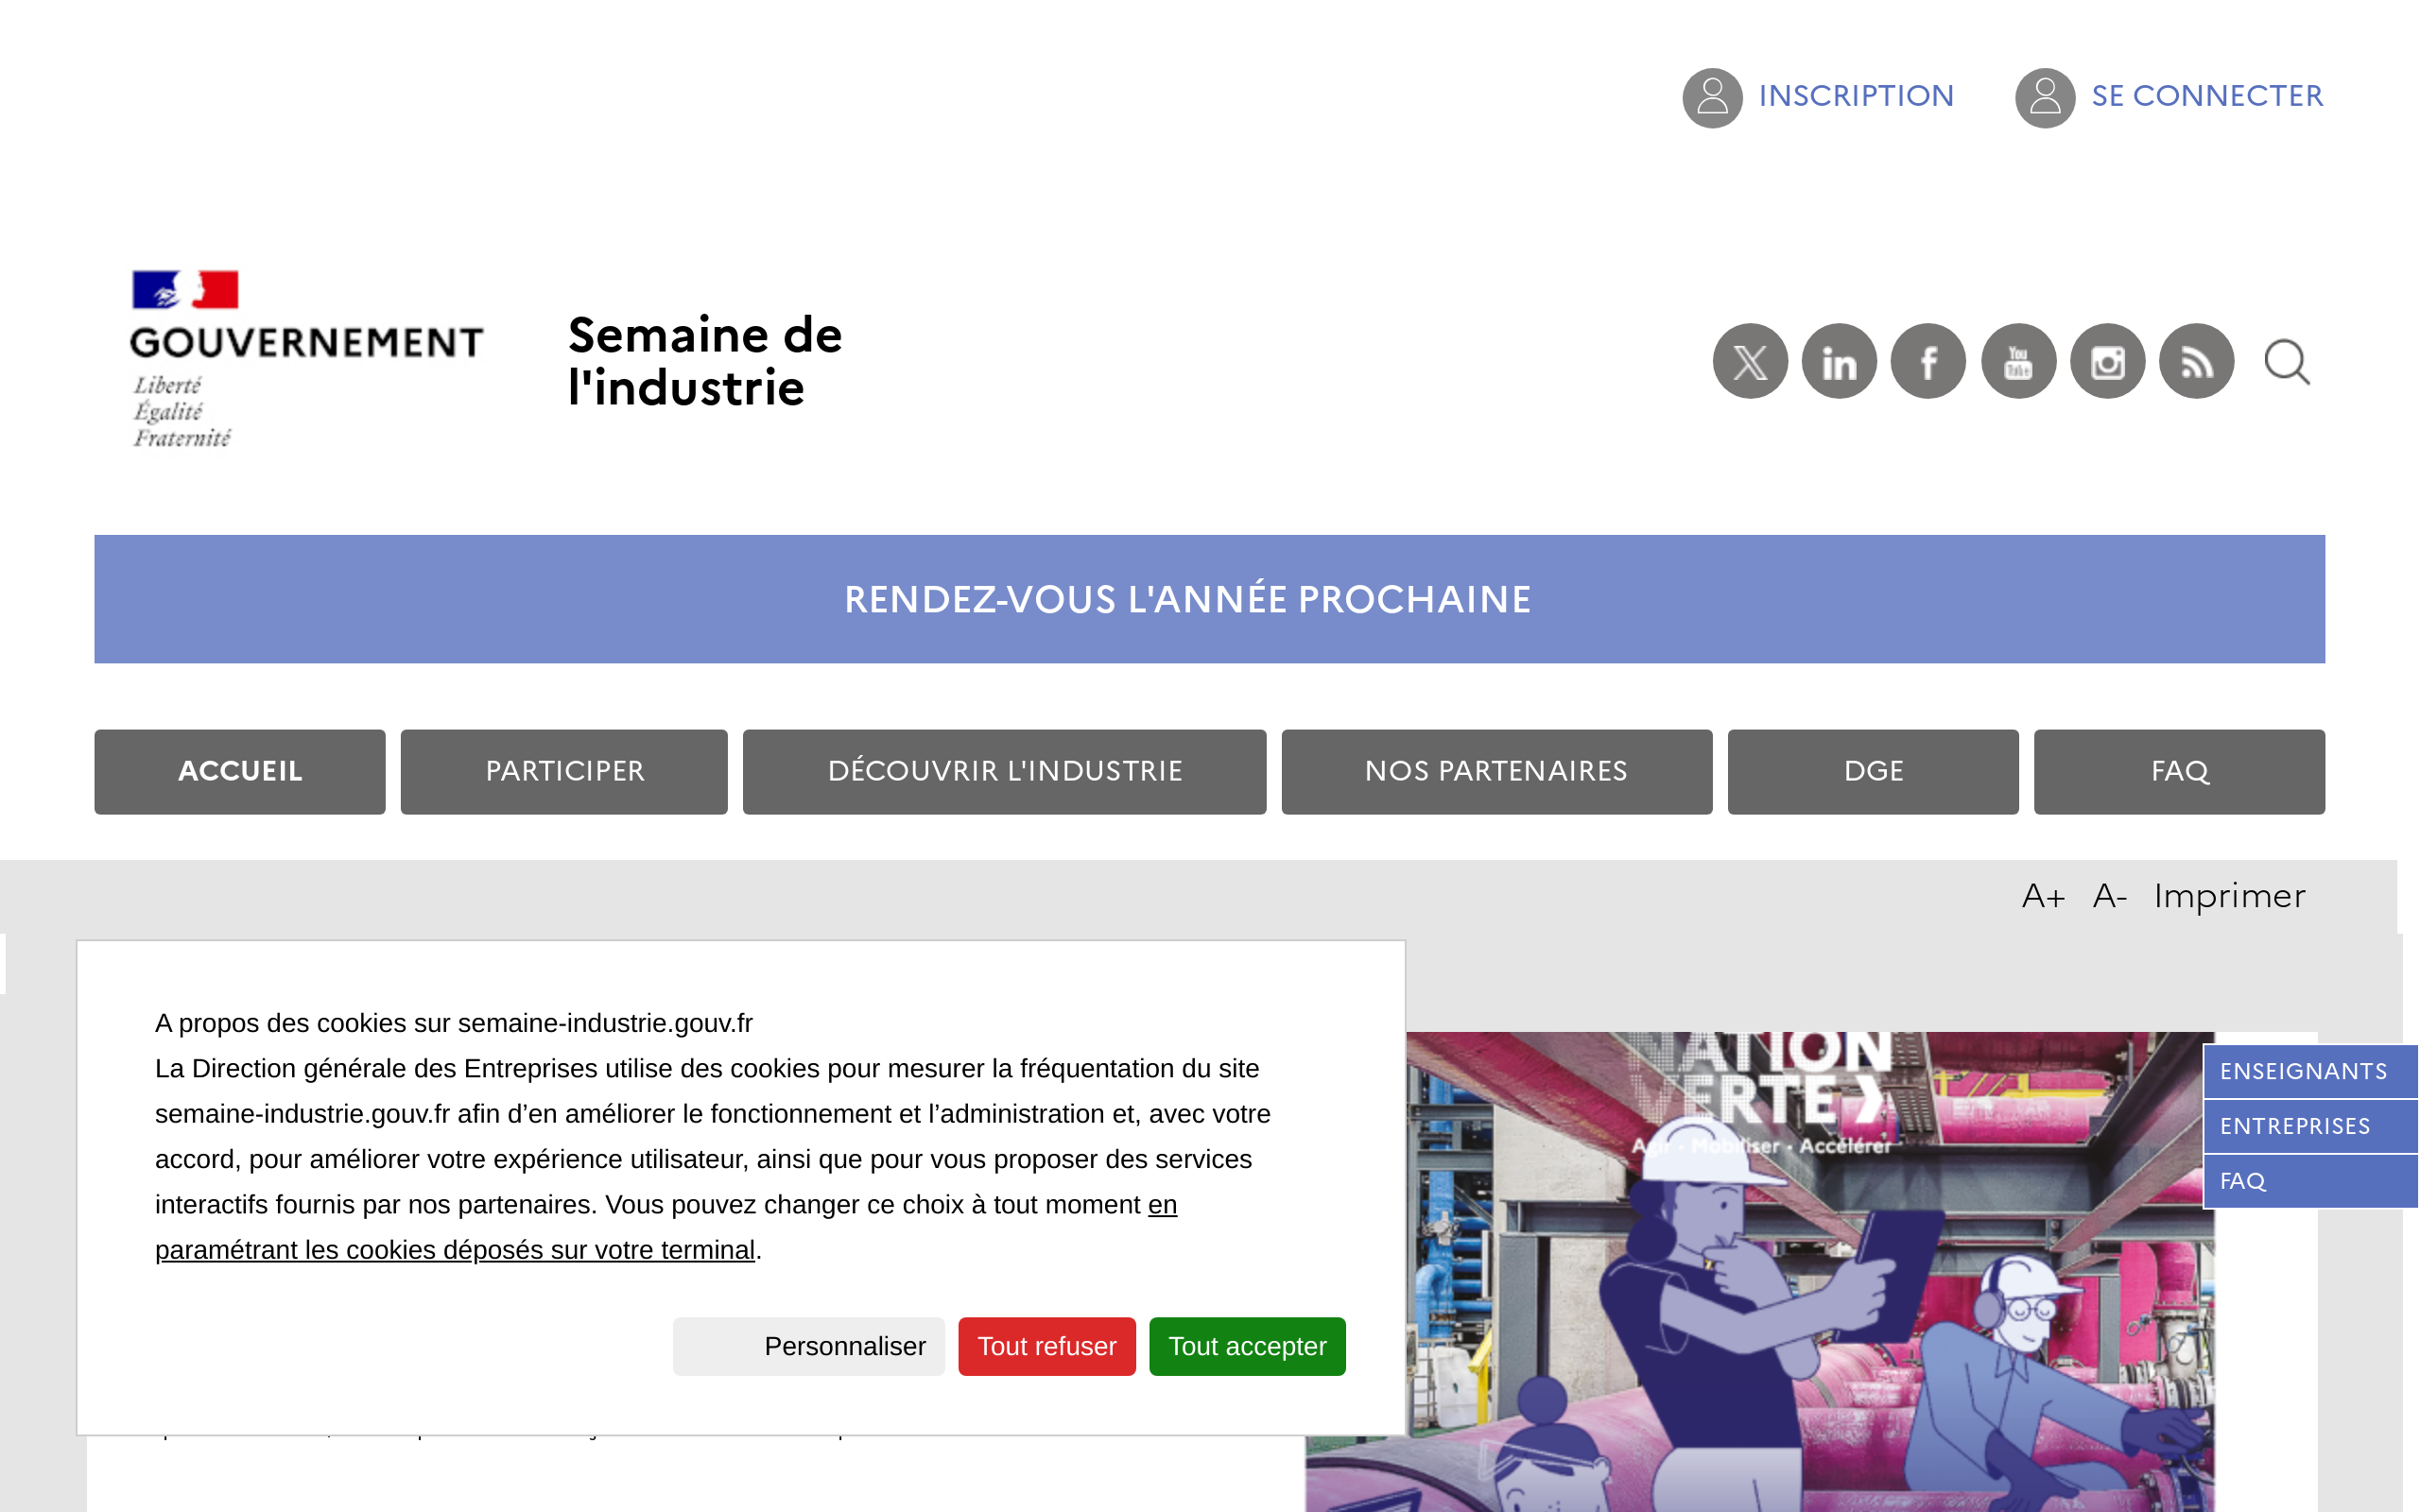 INSCRIPTION
SE CONNECTER
GOUVERNEMENT
Liberté
Égalité
Fraternité
Semaine de
l'industrie
RENDEZ-VOUS L'ANNÉE PROCHAINE
ACCUEIL
PARTICIPER
DÉCOUVRIR L'INDUSTRIE
NOS PARTENAIRES
DGE
FAQ
A+
A-
Imprimer
A propos des cookies sur semaine-industrie.gouv.fr
La Direction générale des Entreprises utilise des cookies pour mesurer la fréquentation du site
semaine-industrie.gouv.fr afin d’en améliorer le fonctionnement et l’administration et, avec votre
accord, pour améliorer votre expérience utilisateur, ainsi que pour vous proposer des services
interactifs fournis par nos partenaires. Vous pouvez changer ce choix à tout moment en
paramétrant les cookies déposés sur votre terminal.
Personnaliser
Tout refuser
Tout accepter
NATION
VERTE
Agir · Mobiliser · Accélérer
ENSEIGNANTS
ENTREPRISES
FAQ